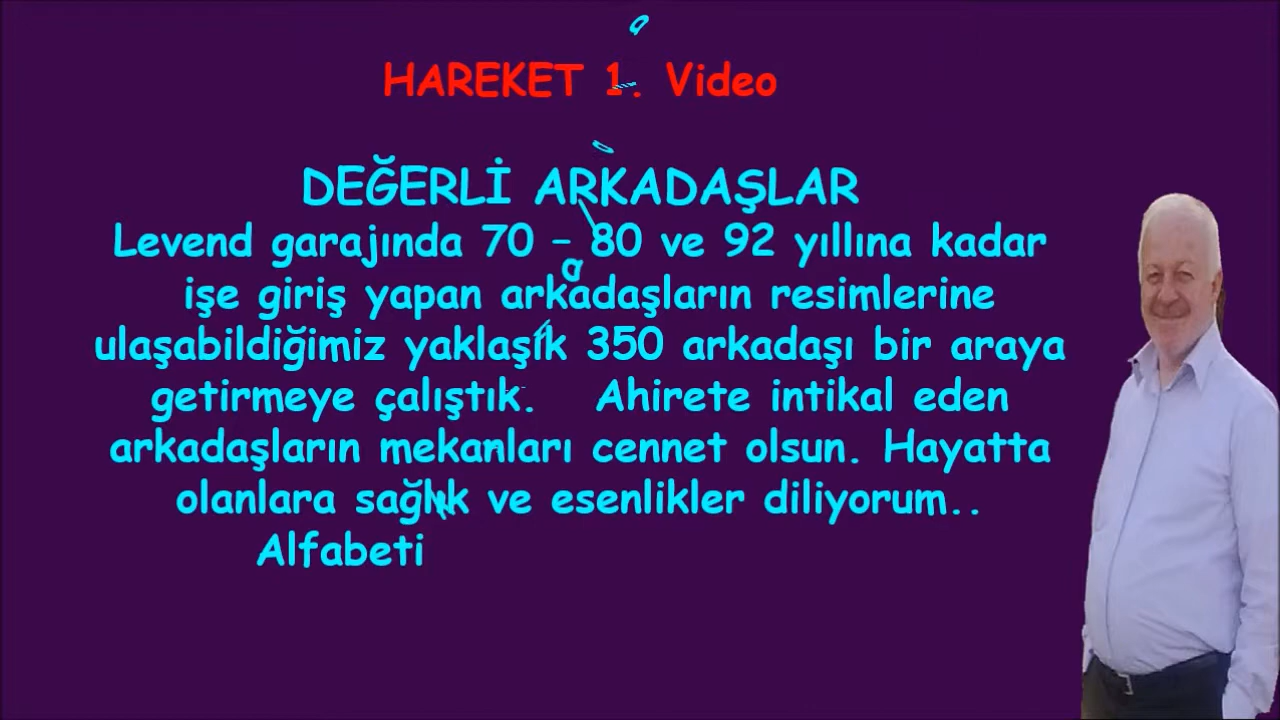 HAREKET 1. Video
DEĞERLİ ARKADAŞLAR
Levend garajında 70 – 80 ve 92 yıllına kadar
işe giriş yapan arkadaşların resimlerine
ulaşabildiğimiz yaklaşık 350 arkadaşı bir araya
getirmeye çalıştık. Ahirete intikal eden
arkadaşların mekanları cennet olsun. Hayatta
olanlara sağlık ve esenlikler diliyorum..
Alfabeti